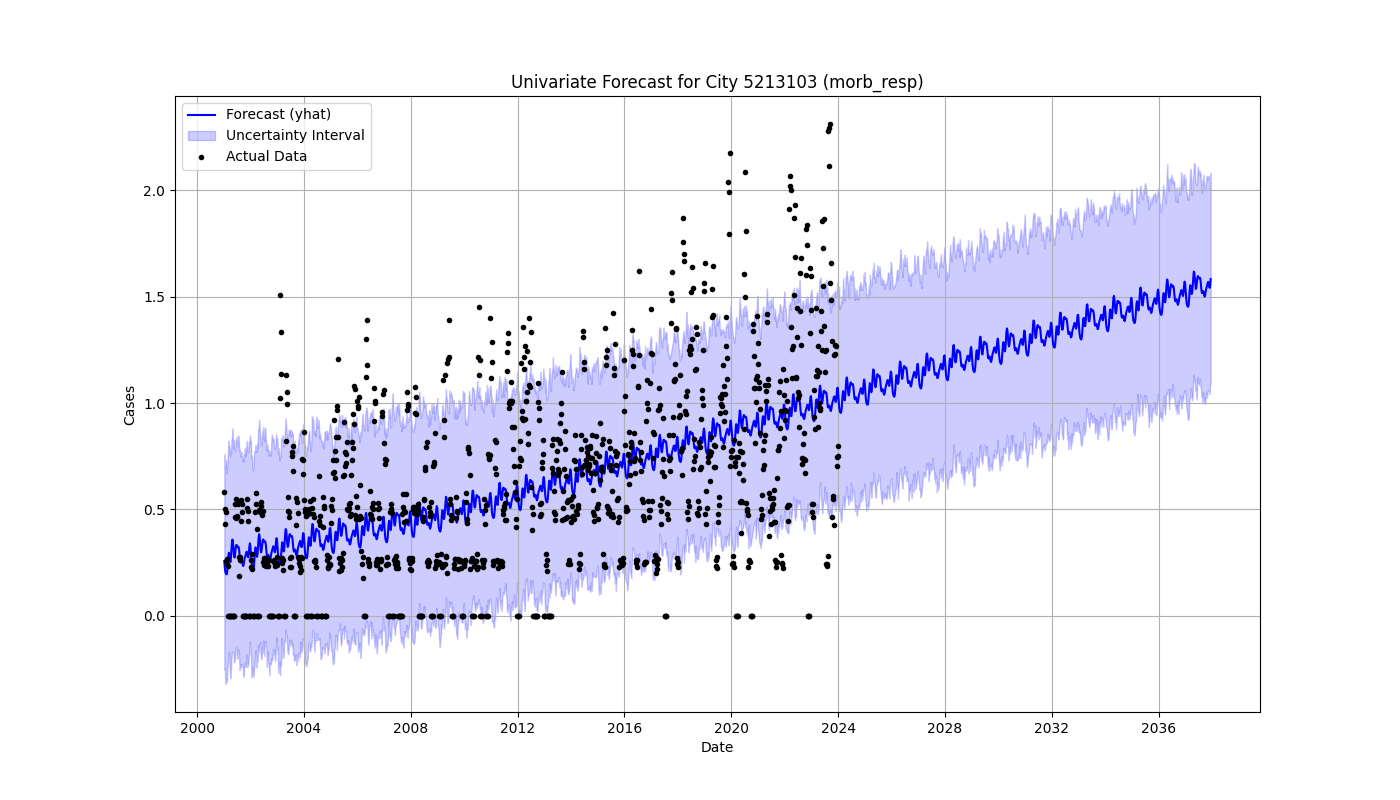 Univariate Forecast for City 5213103 (morb_resp)
Forecast (yhat)
Uncertainty Interval
Actual Data
Cases
2.0
1.5
1.0
0.5
0.0
2000 2004 2008 2012 2016 2020 2024 2028 2032 2036
Date